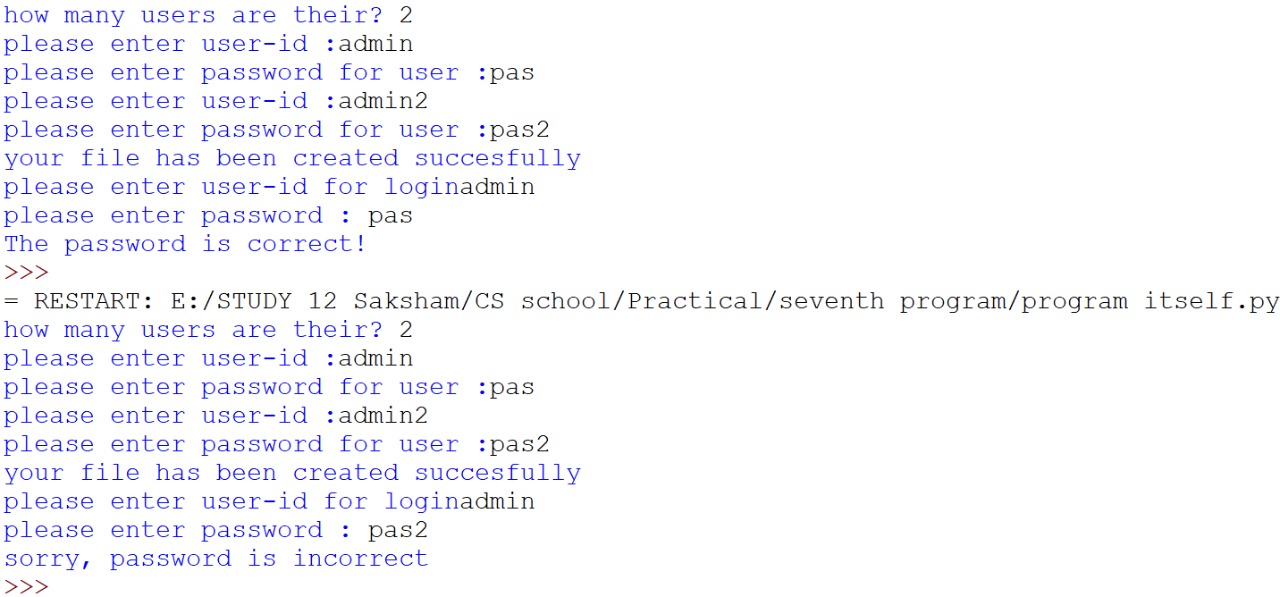 how many users are their? 2
please enter user-id :admin
please enter password for user :pas
please enter user-id :admin2
please enter password for user :pas2
your file has been created succesfully
please enter user-id for loginadmin
please enter password : pas
The password is correct!
>>>
= RESTART: E:/STUDY 12 Saksham/CS school/Practical/seventh program/program itself.py
how many users are their? 2
please enter user-id :admin
please enter password for user :pas
please enter user-id :admin2
please enter password for user :pas2
your file has been created succesfully
please enter user-id for loginadmin
please enter password : pas2
sorry, password is incorrect
>>>